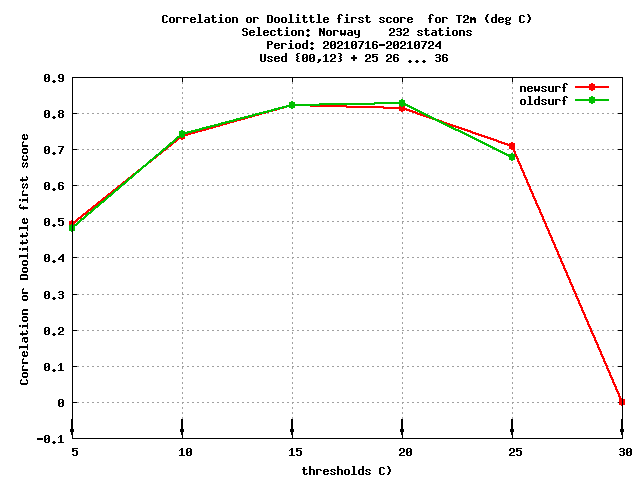 Correlation or Doolittle first score  for T2m (deg C)
Selection: Norway    232 stations
Period: 20210716-20210724
Used {00,12} + 25 26 ... 36
newsurf
oldsurf
Correlation or Doolittle first score
0.9
0.8
0.7
0.6
0.5
0.4
0.3
0.2
0.1
0
-0.1
5 10 15 20 25 30
thresholds C)